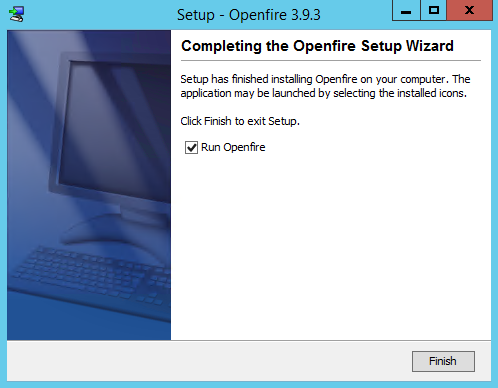 Setup - Openfire 3.9.3
Completing the Openfire Setup Wizard
Setup has finished installing Openfire on your computer. The
application may be launched by selecting the installed icons.
Click Finish to exit Setup.
Run Openfire
Finish